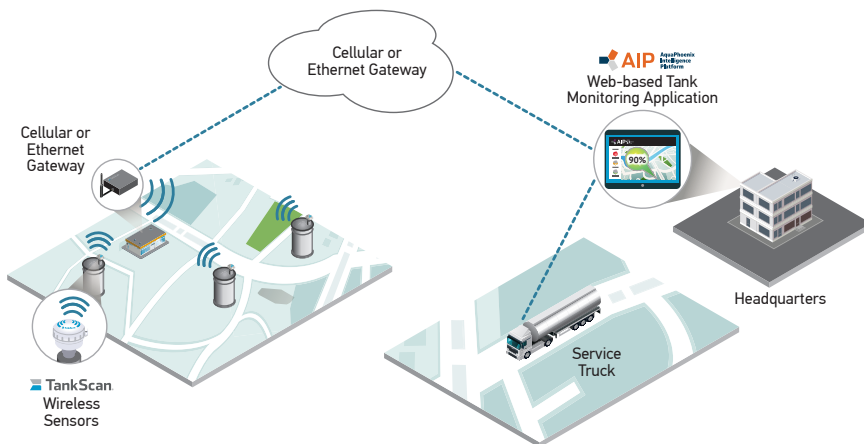 Cellular or
Ethernet Gateway
AIP
AquaPhoenix
Intelligence
Platform
Web-based Tank
Monitoring Application
Cellular or
Ethernet
Gateway
AIP
90%
Headquarters
Service
Truck
TankScan
Wireless
Sensors